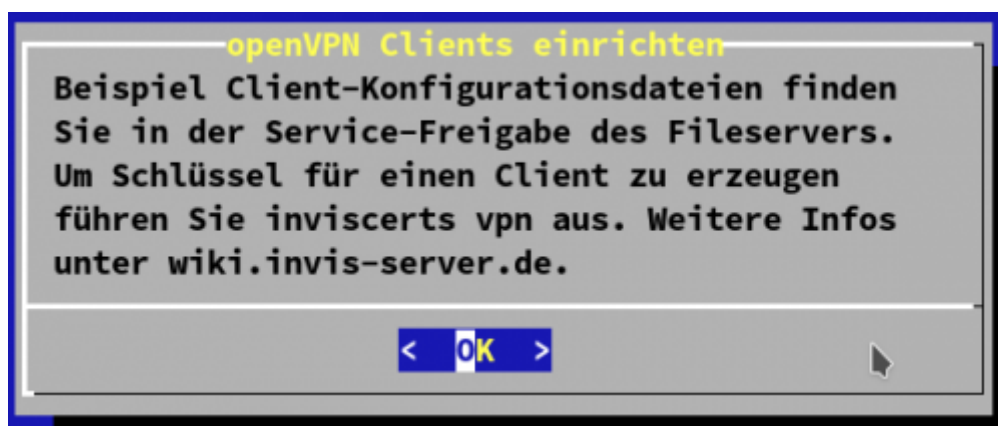 openVPN Clients einrichten
Beispiel Client-Konfigurationsdateien finden
Sie in der Service-Freigabe des Fileservers.
Um Schlüssel für einen Client zu erzeugen
führen Sie inviscerts vpn aus. Weitere Infos
unter wiki.invis-server.de.
< OK >